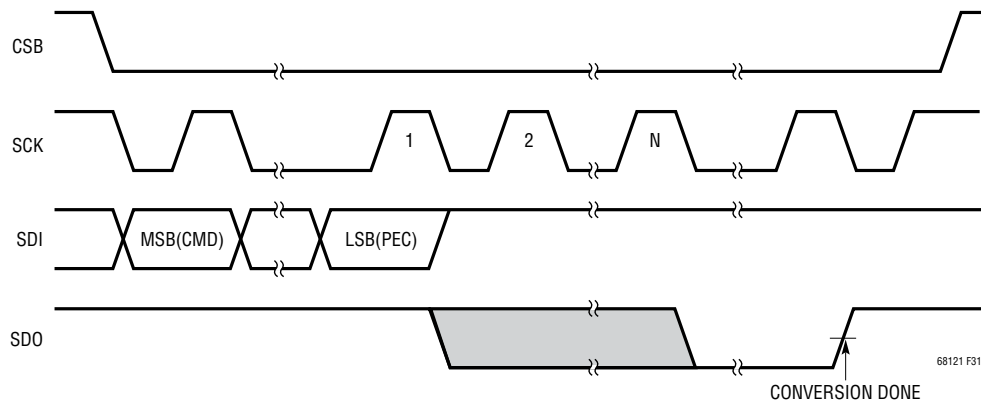 CSB
SCK
1
2
N
SDI
MSB(CMD)
LSB(PEC)
SDO
68121 F31
CONVERSION DONE